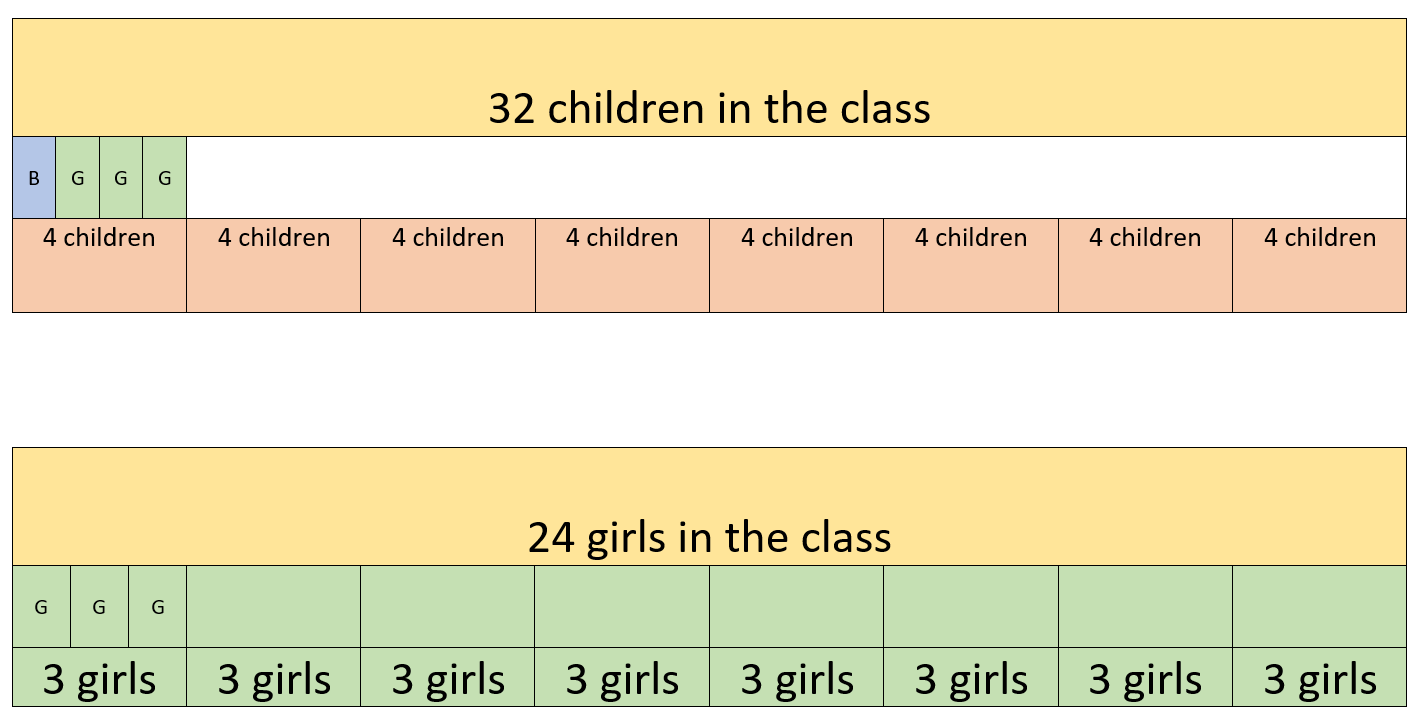 32 children in the class
B G G G
4 children 4 children 4 children 4 children 4 children 4 children 4 children 4 children
24 girls in the class
G G G
3 girls 3 girls 3 girls 3 girls 3 girls 3 girls 3 girls 3 girls